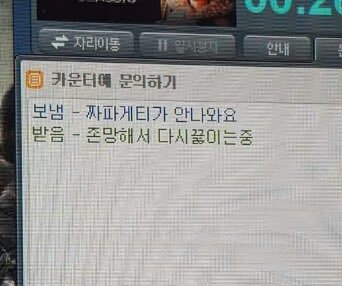 00:20
자리이동 일시정지 안내
카운터에 문의하기
보냄 - 짜파게티가 안나와요
받음 - 존망해서 다시끓이는중